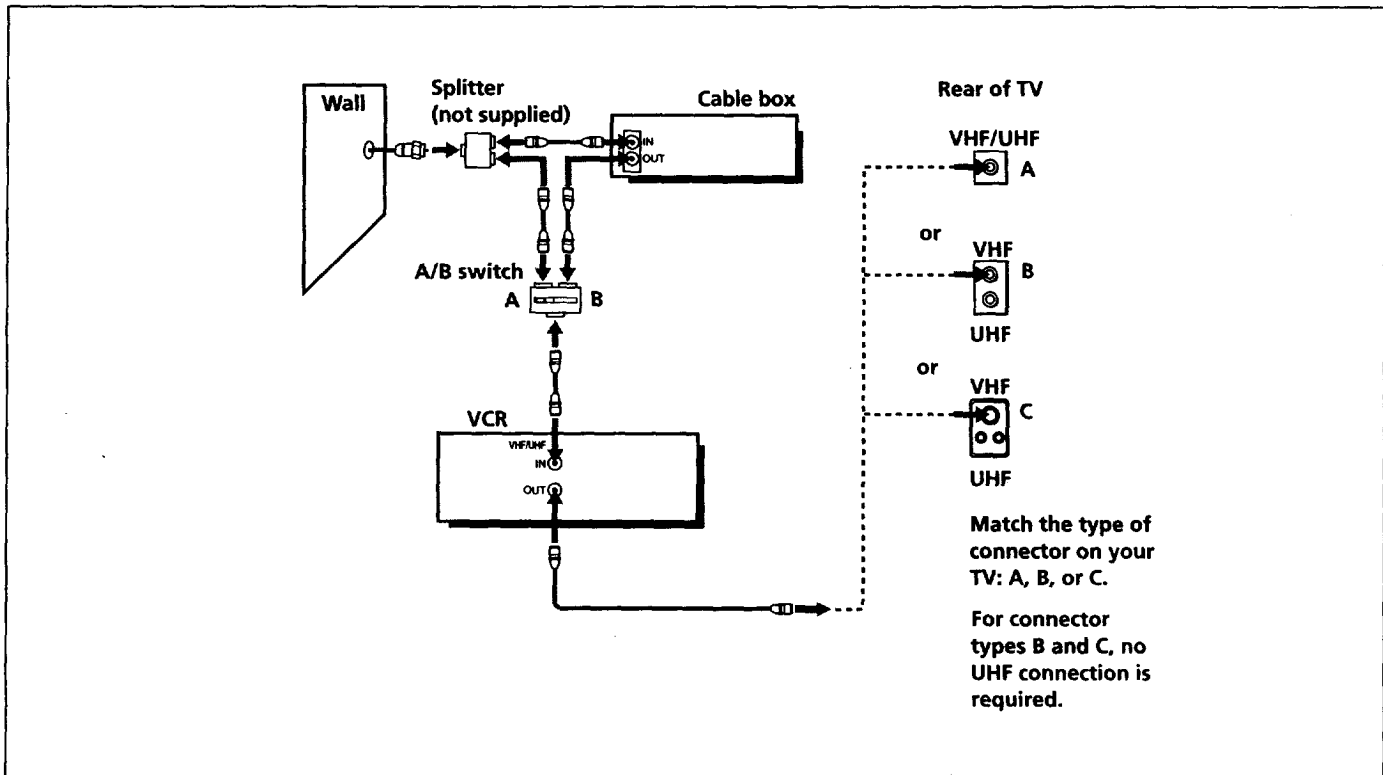 Wall
Splitter
(not supplied)
Cable box
IN
OUT
A/B switch
A
B
VCR
VHF/UHF
IN
OUT
Rear of TV
VHF/UHF
A
or
VHF
B
UHF
or
VHF
C
UHF
Match the type of
connector on your
TV: A, B, or C.
For connector
types B and C, no
UHF connection is
required.